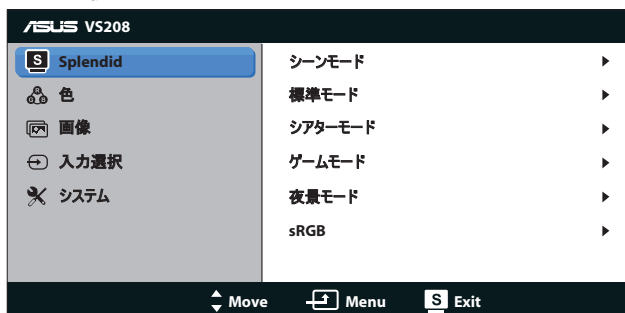 ASUS VS208
S Splendid
色
画像
入力選択
システム
シーンモード
標準モード
シアターモード
ゲームモード
夜景モード
sRGB
Move Menu S Exit